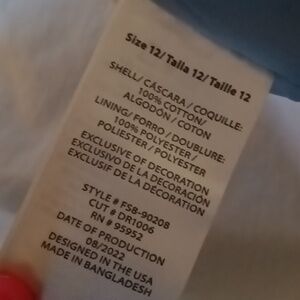 Size 12/ Talla 12/ Taille 12
SHELL/ CÁSCARA / COQUILLE:
100% COTTON/
ALGODÓN / COTON
LINING/ FORRO / DOUBLURE:
100% POLYESTER /
POLIÉSTER / POLYESTER
EXCLUSIVE OF DECORATION
EXCLUSIVO DE LA DECORACIÓN
EXCLUSIF DE LA DÉCORATION
STYLE # FSB-90208
CUT # DR1006
RN # 95952
DATE OF PRODUCTION
08/2022
DESIGNED IN THE USA
MADE IN BANGLADESH